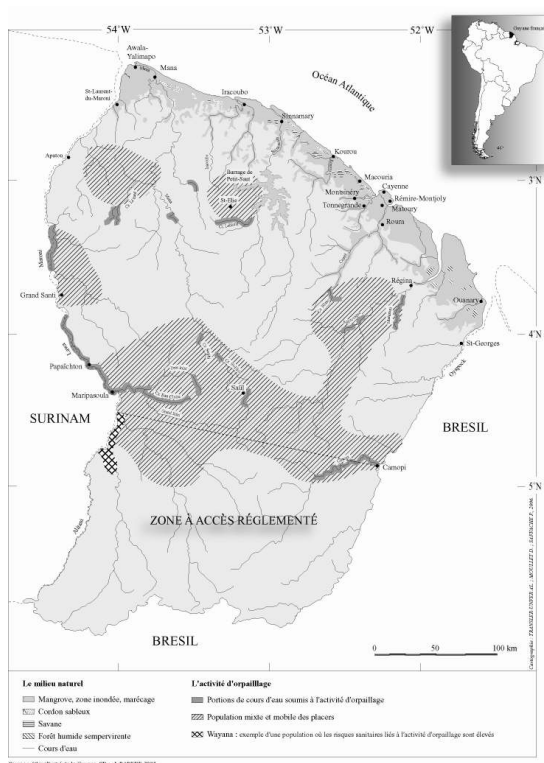 54°W
53°W
52°W
Guyane française
Awala-
Yalimapo
Mana
St-Laurent-
du-Maroni
Iracoubo
Océan Atlantique
Sinnamary
Apatou
Kourou
Barrage de
Petit-Saut
Macouria
Cayenne
3°N
Montsinéry
Rémire-Montjoly
St-Elie
Tonnegrande
Matoury
Roura
Maroni
Régina
Grand Santi
Ouanary
4°N
St-Georges
Papaïchton
Oyapock
Saül
Maripasoula
SURINAM
BRESIL
Camopi
5°N
ZONE À ACCÈS RÉGLEMENTÉ
BRESIL
0 50 100 km
Le milieu naturel
Mangrove, zone inondée, marécage
Cordon sableux
Savane
Forêt humide sempervirente
Cours d'eau
L'activité d'orpaillage
Portions de cours d'eau soumis à l'activité d'orpaillage
Population mixte et mobile des placers
Wayana : exemple d'une population où les risques sanitaires liés à l'activité d'orpaillage sont élevés